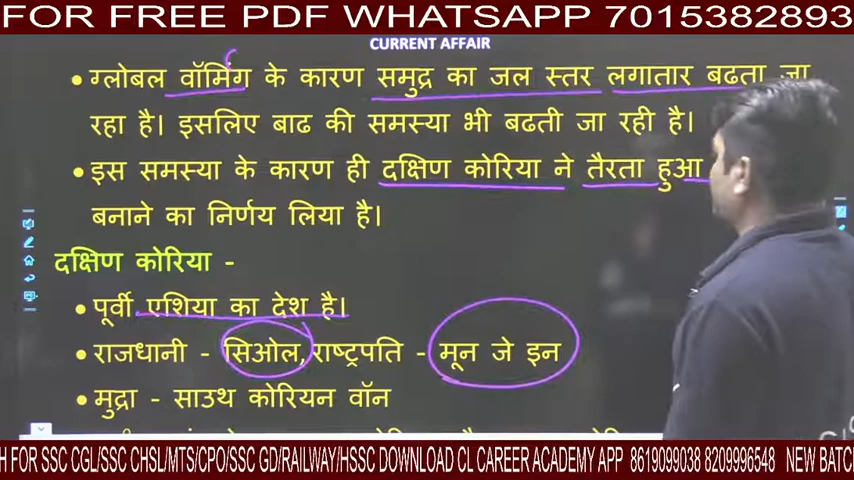 FOR FREE PDF WHATSAPP 7015382893
CURRENT AFFAIR
• ग्लोबल वॉर्मिंग के कारण समुद्र का जल स्तर लगातार बढता जा
रहा है। इसलिए बाढ की समस्या भी बढती जा रही है।
• इस समस्या के कारण ही दक्षिण कोरिया ने तैरता हुआ
बनाने का निर्णय लिया है।
दक्षिण कोरिया -
• पूर्वी एशिया का देश है।
• राजधानी - सिओल, राष्ट्रपति - मून जे इन
• मुद्रा - साउथ कोरियन वॉन
H FOR SSC CGL/SSC CHSL/MTS/CPO/SSC GD/RAILWAY/HSSC DOWNLOAD CL CAREER ACADEMY APP 8619099038 8209996548 NEW BATC